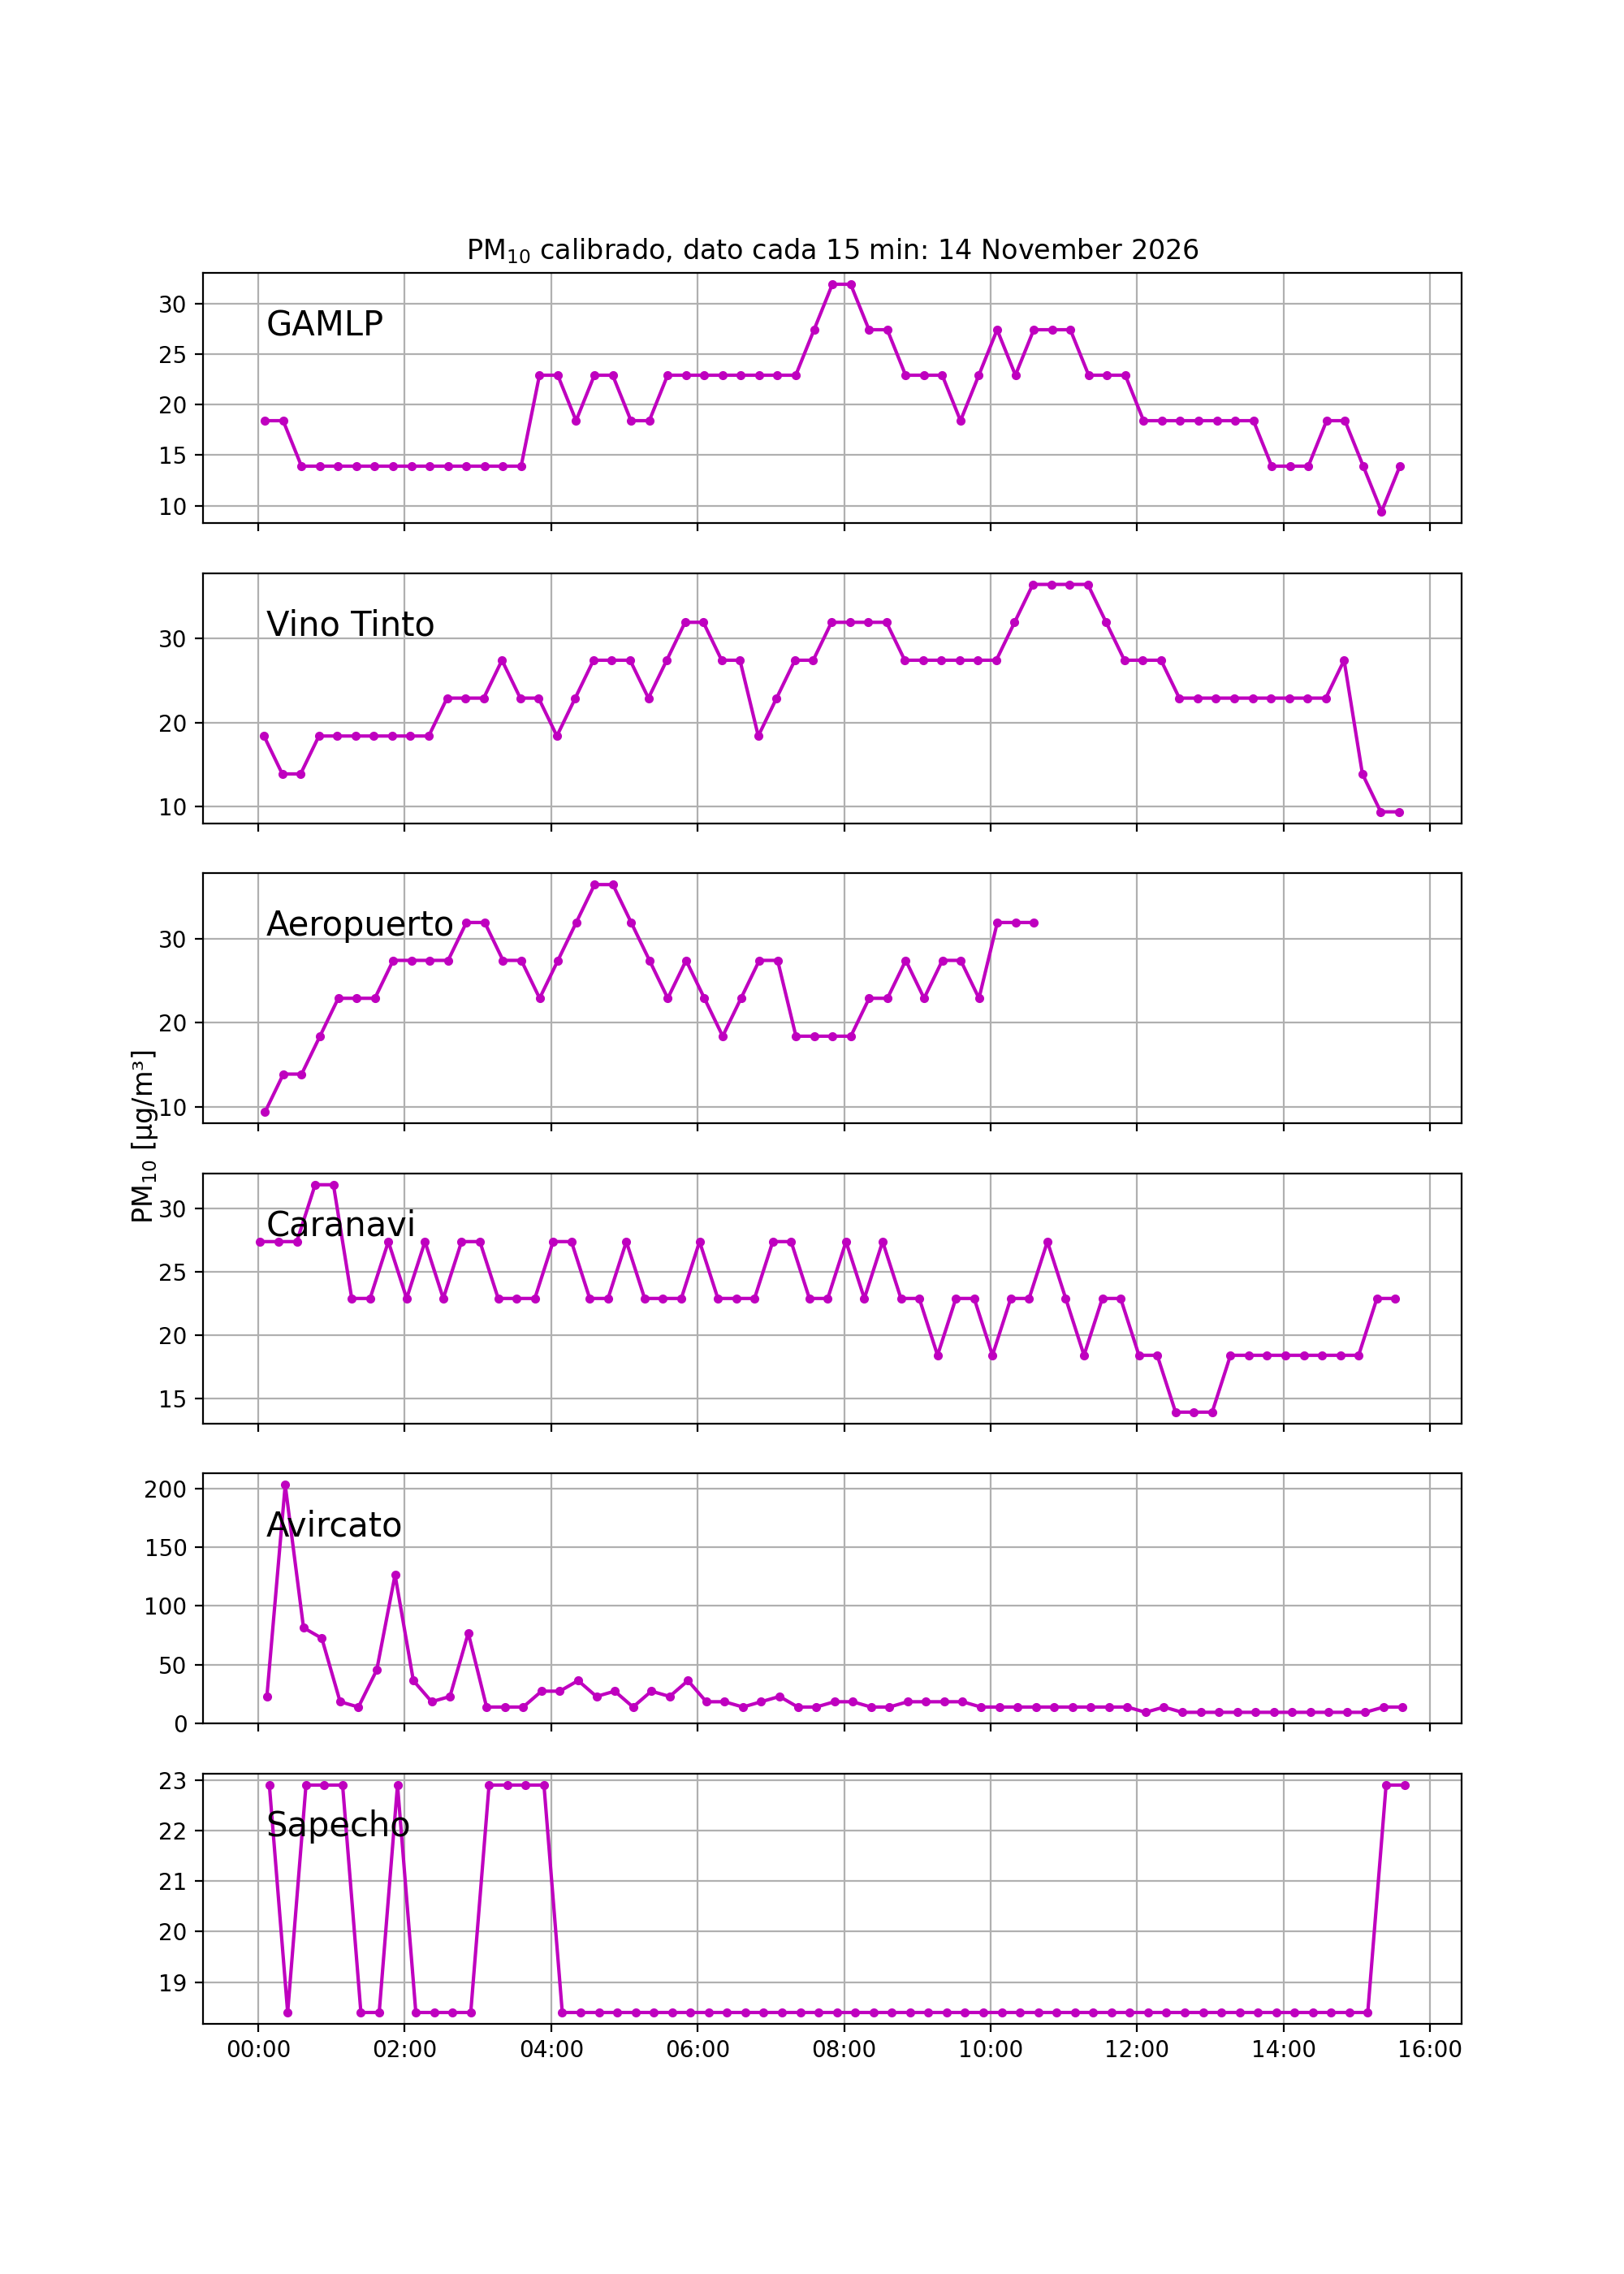 PM₁₀ calibrado, dato cada 15 min: 14 November 2026
30
25
20
15
10
GAMLP
30
20
10
Vino Tinto
30
20
10
Aeropuerto
PM₁₀ [µg/m³]
30
25
20
15
Caranavi
200
150
100
50
0
Avircato
23
22
21
20
19
Sapecho
00:00 02:00 04:00 06:00 08:00 10:00 12:00 14:00 16:00